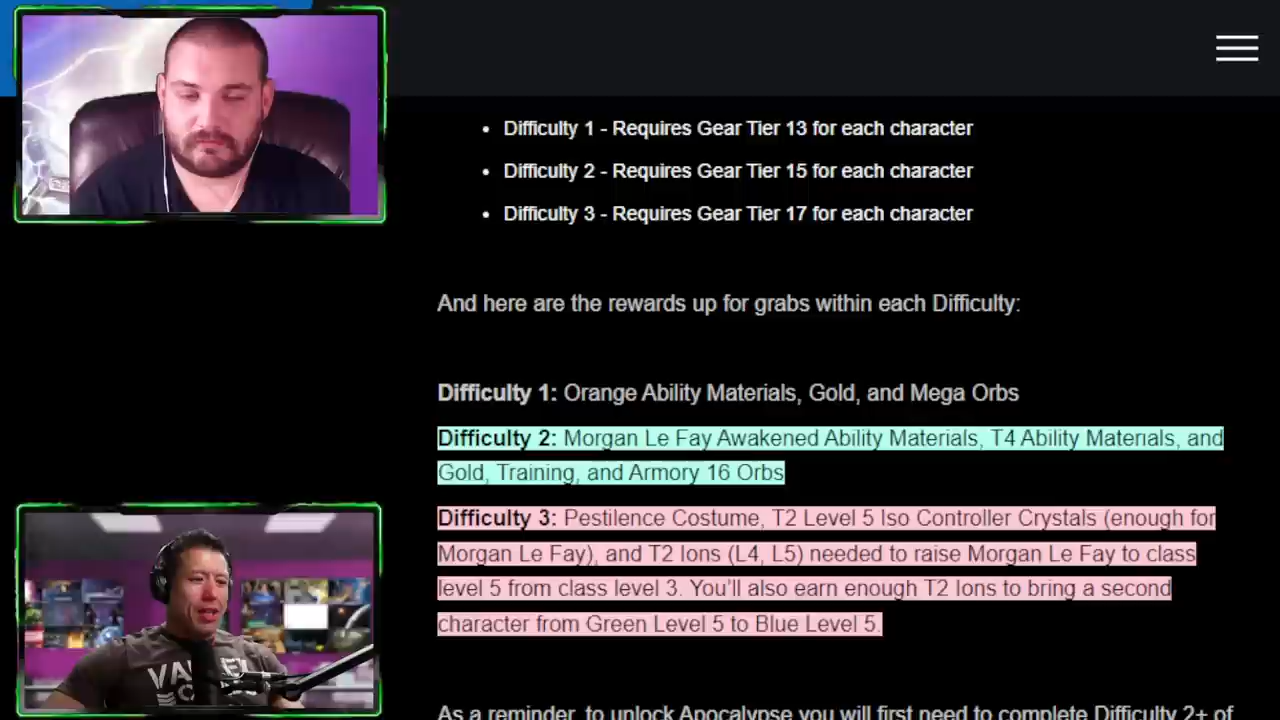 • Difficulty 1 - Requires Gear Tier 13 for each character
• Difficulty 2 - Requires Gear Tier 15 for each character
• Difficulty 3 - Requires Gear Tier 17 for each character
And here are the rewards up for grabs within each Difficulty:
Difficulty 1: Orange Ability Materials, Gold, and Mega Orbs
Difficulty 2: Morgan Le Fay Awakened Ability Materials, T4 Ability Materials, and
Gold, Training, and Armory 16 Orbs
Difficulty 3: Pestilence Costume, T2 Level 5 Iso Controller Crystals (enough for
Morgan Le Fay), and T2 Ions (L4, L5) needed to raise Morgan Le Fay to class
level 5 from class level 3. You'll also earn enough T2 Ions to bring a second
character from Green Level 5 to Blue Level 5.
As a reminder, to unlock Apocalypse you will first need to complete Difficulty 2+ of